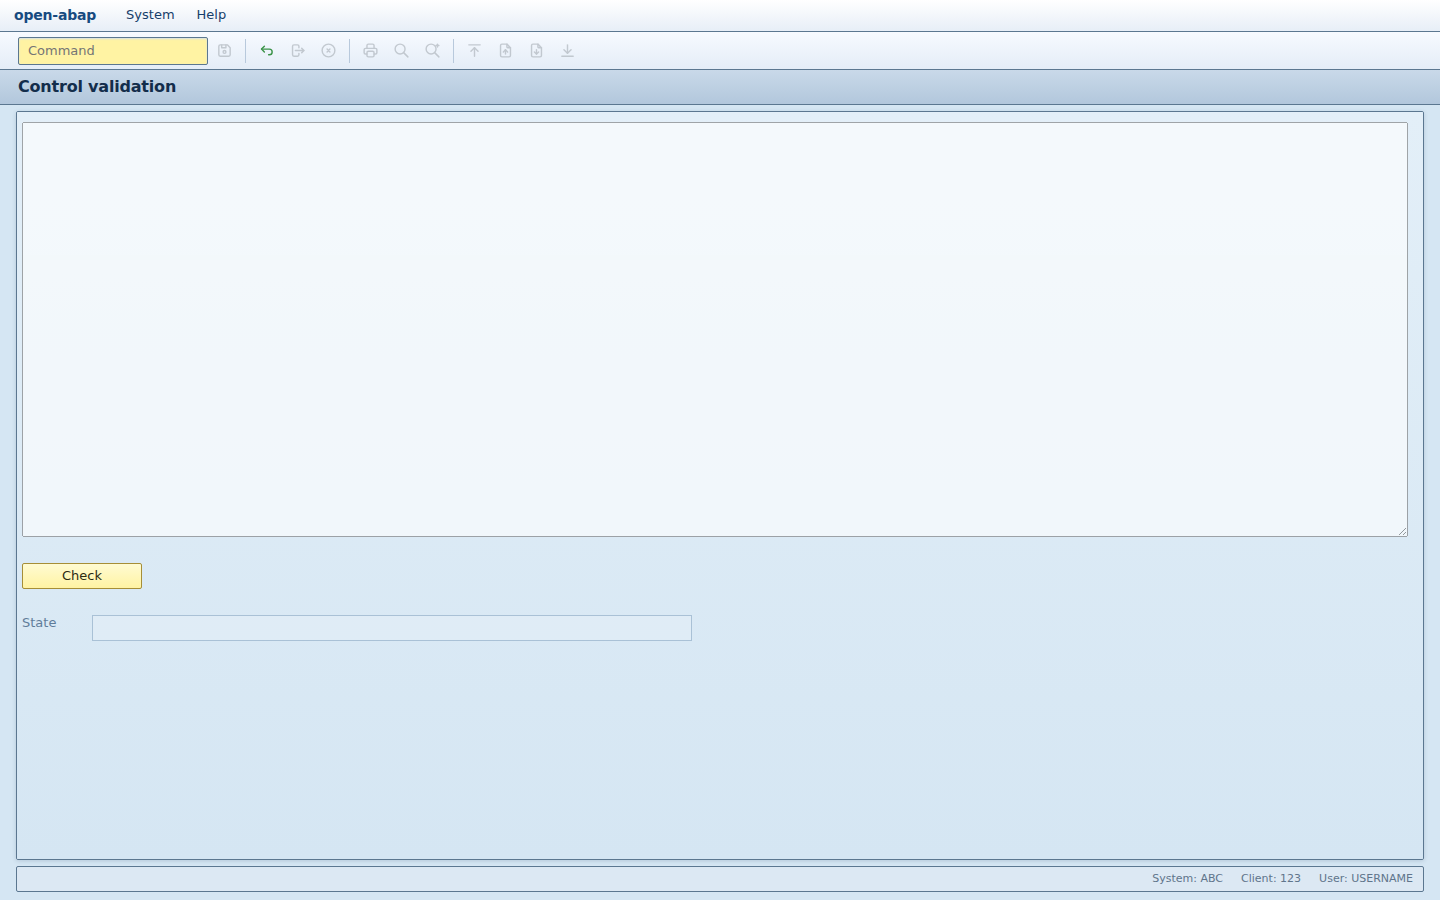 open-abap System Help
Command
Control validation
Check
State
System: ABC Client: 123 User: USERNAME